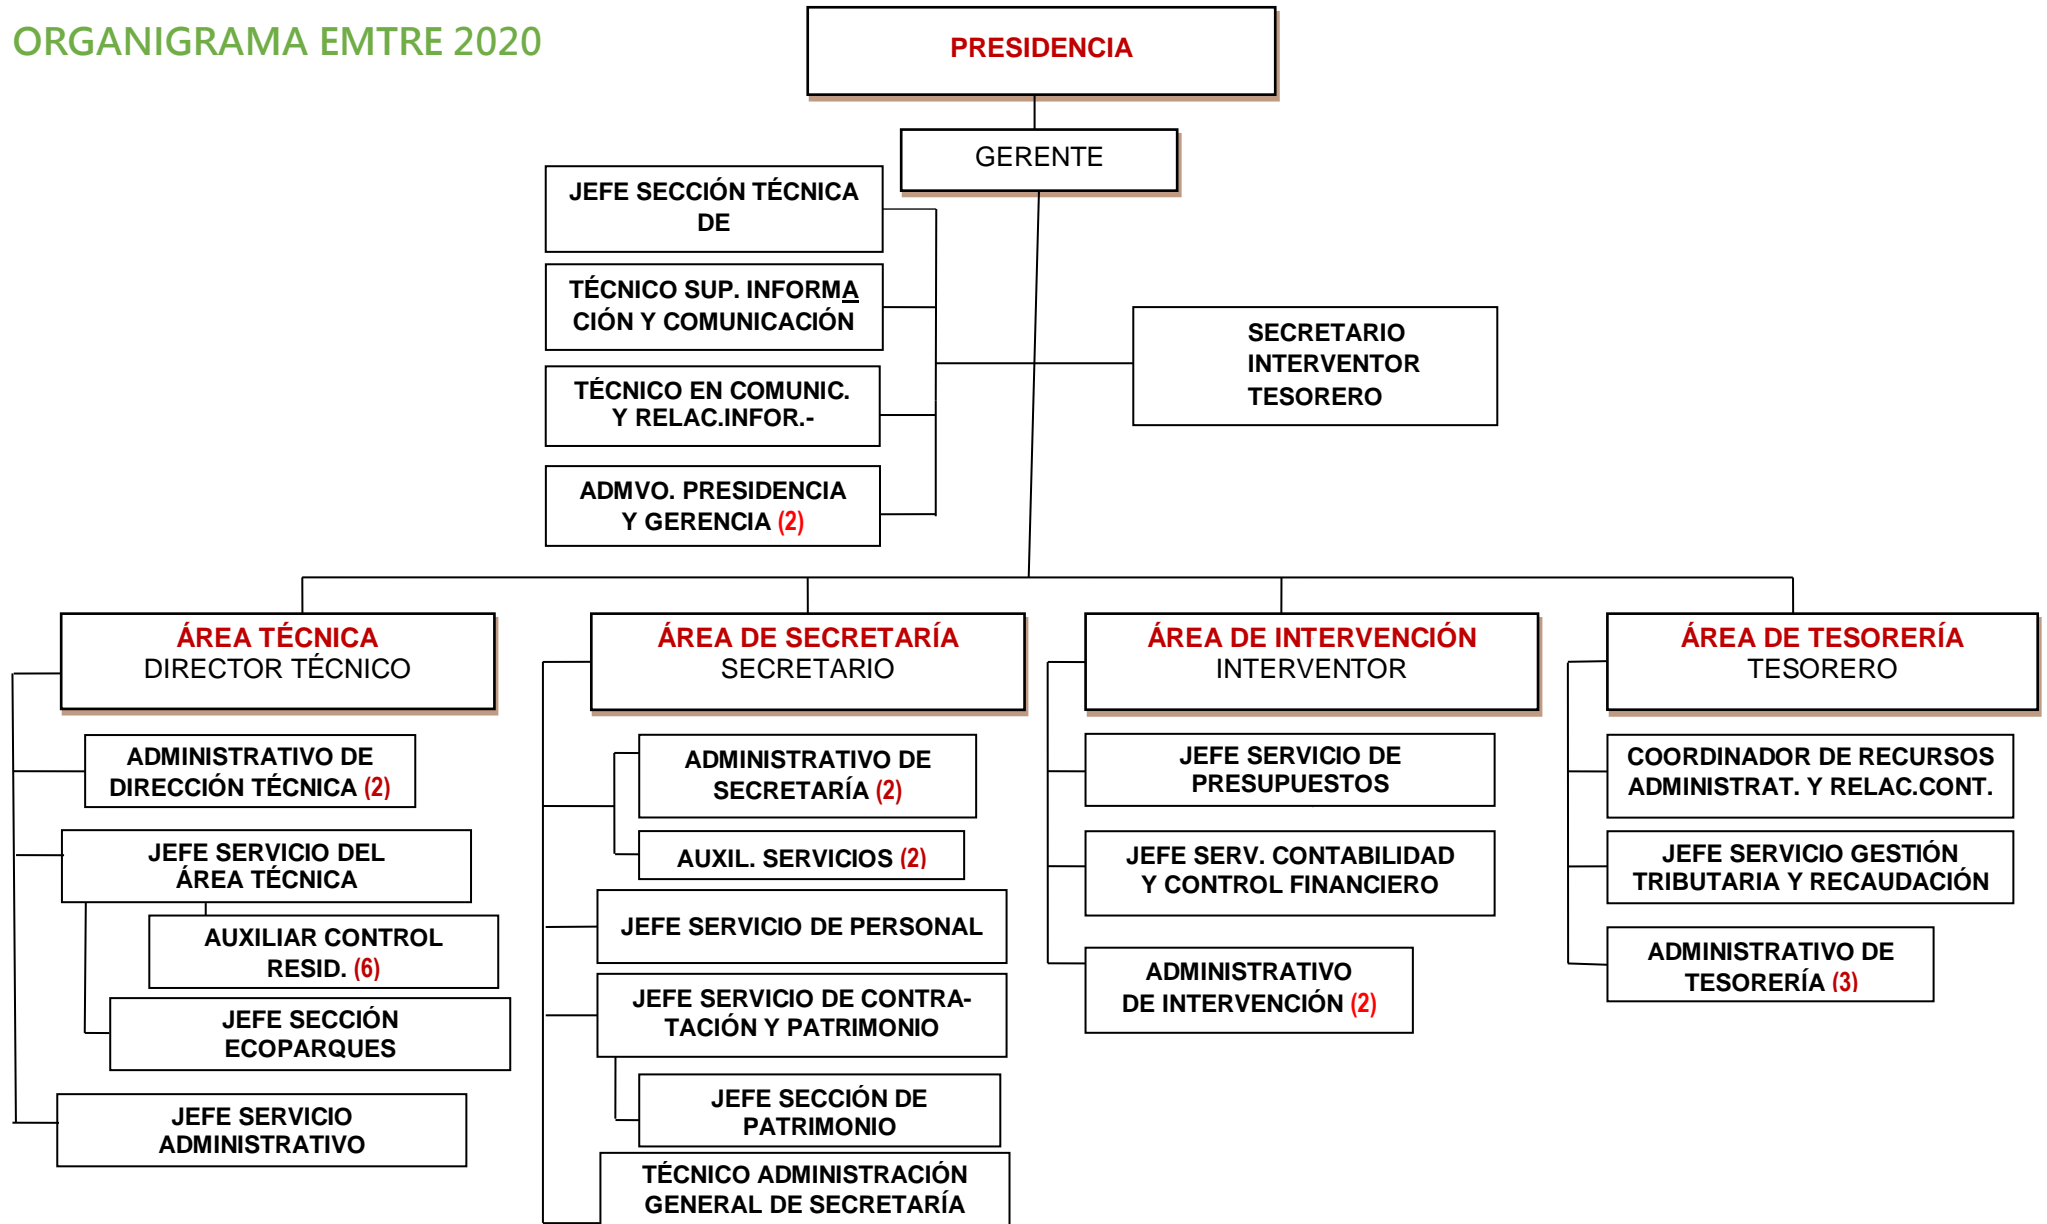 ORGANIGRAMA EMTRE 2020
PRESIDENCIA
GERENTE
JEFE SECCIÓN TÉCNICA
DE
TÉCNICO SUP. INFORMA
CIÓN Y COMUNICACIÓN
TÉCNICO EN COMUNIC.
Y RELAC.INFOR.-
ADMVO. PRESIDENCIA
Y GERENCIA (2)
SECRETARIO
INTERVENTOR
TESORERO
ÁREA TÉCNICA
DIRECTOR TÉCNICO
ADMINISTRATIVO DE
DIRECCIÓN TÉCNICA (2)
JEFE SERVICIO DEL
ÁREA TÉCNICA
AUXILIAR CONTROL
RESID. (6)
JEFE SECCIÓN
ECOPARQUES
JEFE SERVICIO
ADMINISTRATIVO
ÁREA DE SECRETARÍA
SECRETARIO
ADMINISTRATIVO DE
SECRETARÍA (2)
AUXIL. SERVICIOS (2)
JEFE SERVICIO DE PERSONAL
JEFE SERVICIO DE CONTRA-
TACIÓN Y PATRIMONIO
JEFE SECCIÓN DE
PATRIMONIO
TÉCNICO ADMINISTRACIÓN
GENERAL DE SECRETARÍA
ÁREA DE INTERVENCIÓN
INTERVENTOR
JEFE SERVICIO DE
PRESUPUESTOS
JEFE SERV. CONTABILIDAD
Y CONTROL FINANCIERO
ADMINISTRATIVO
DE INTERVENCIÓN (2)
ÁREA DE TESORERÍA
TESORERO
COORDINADOR DE RECURSOS
ADMINISTRAT. Y RELAC.CONT.
JEFE SERVICIO GESTIÓN
TRIBUTARIA Y RECAUDACIÓN
ADMINISTRATIVO DE
TESORERÍA (3)